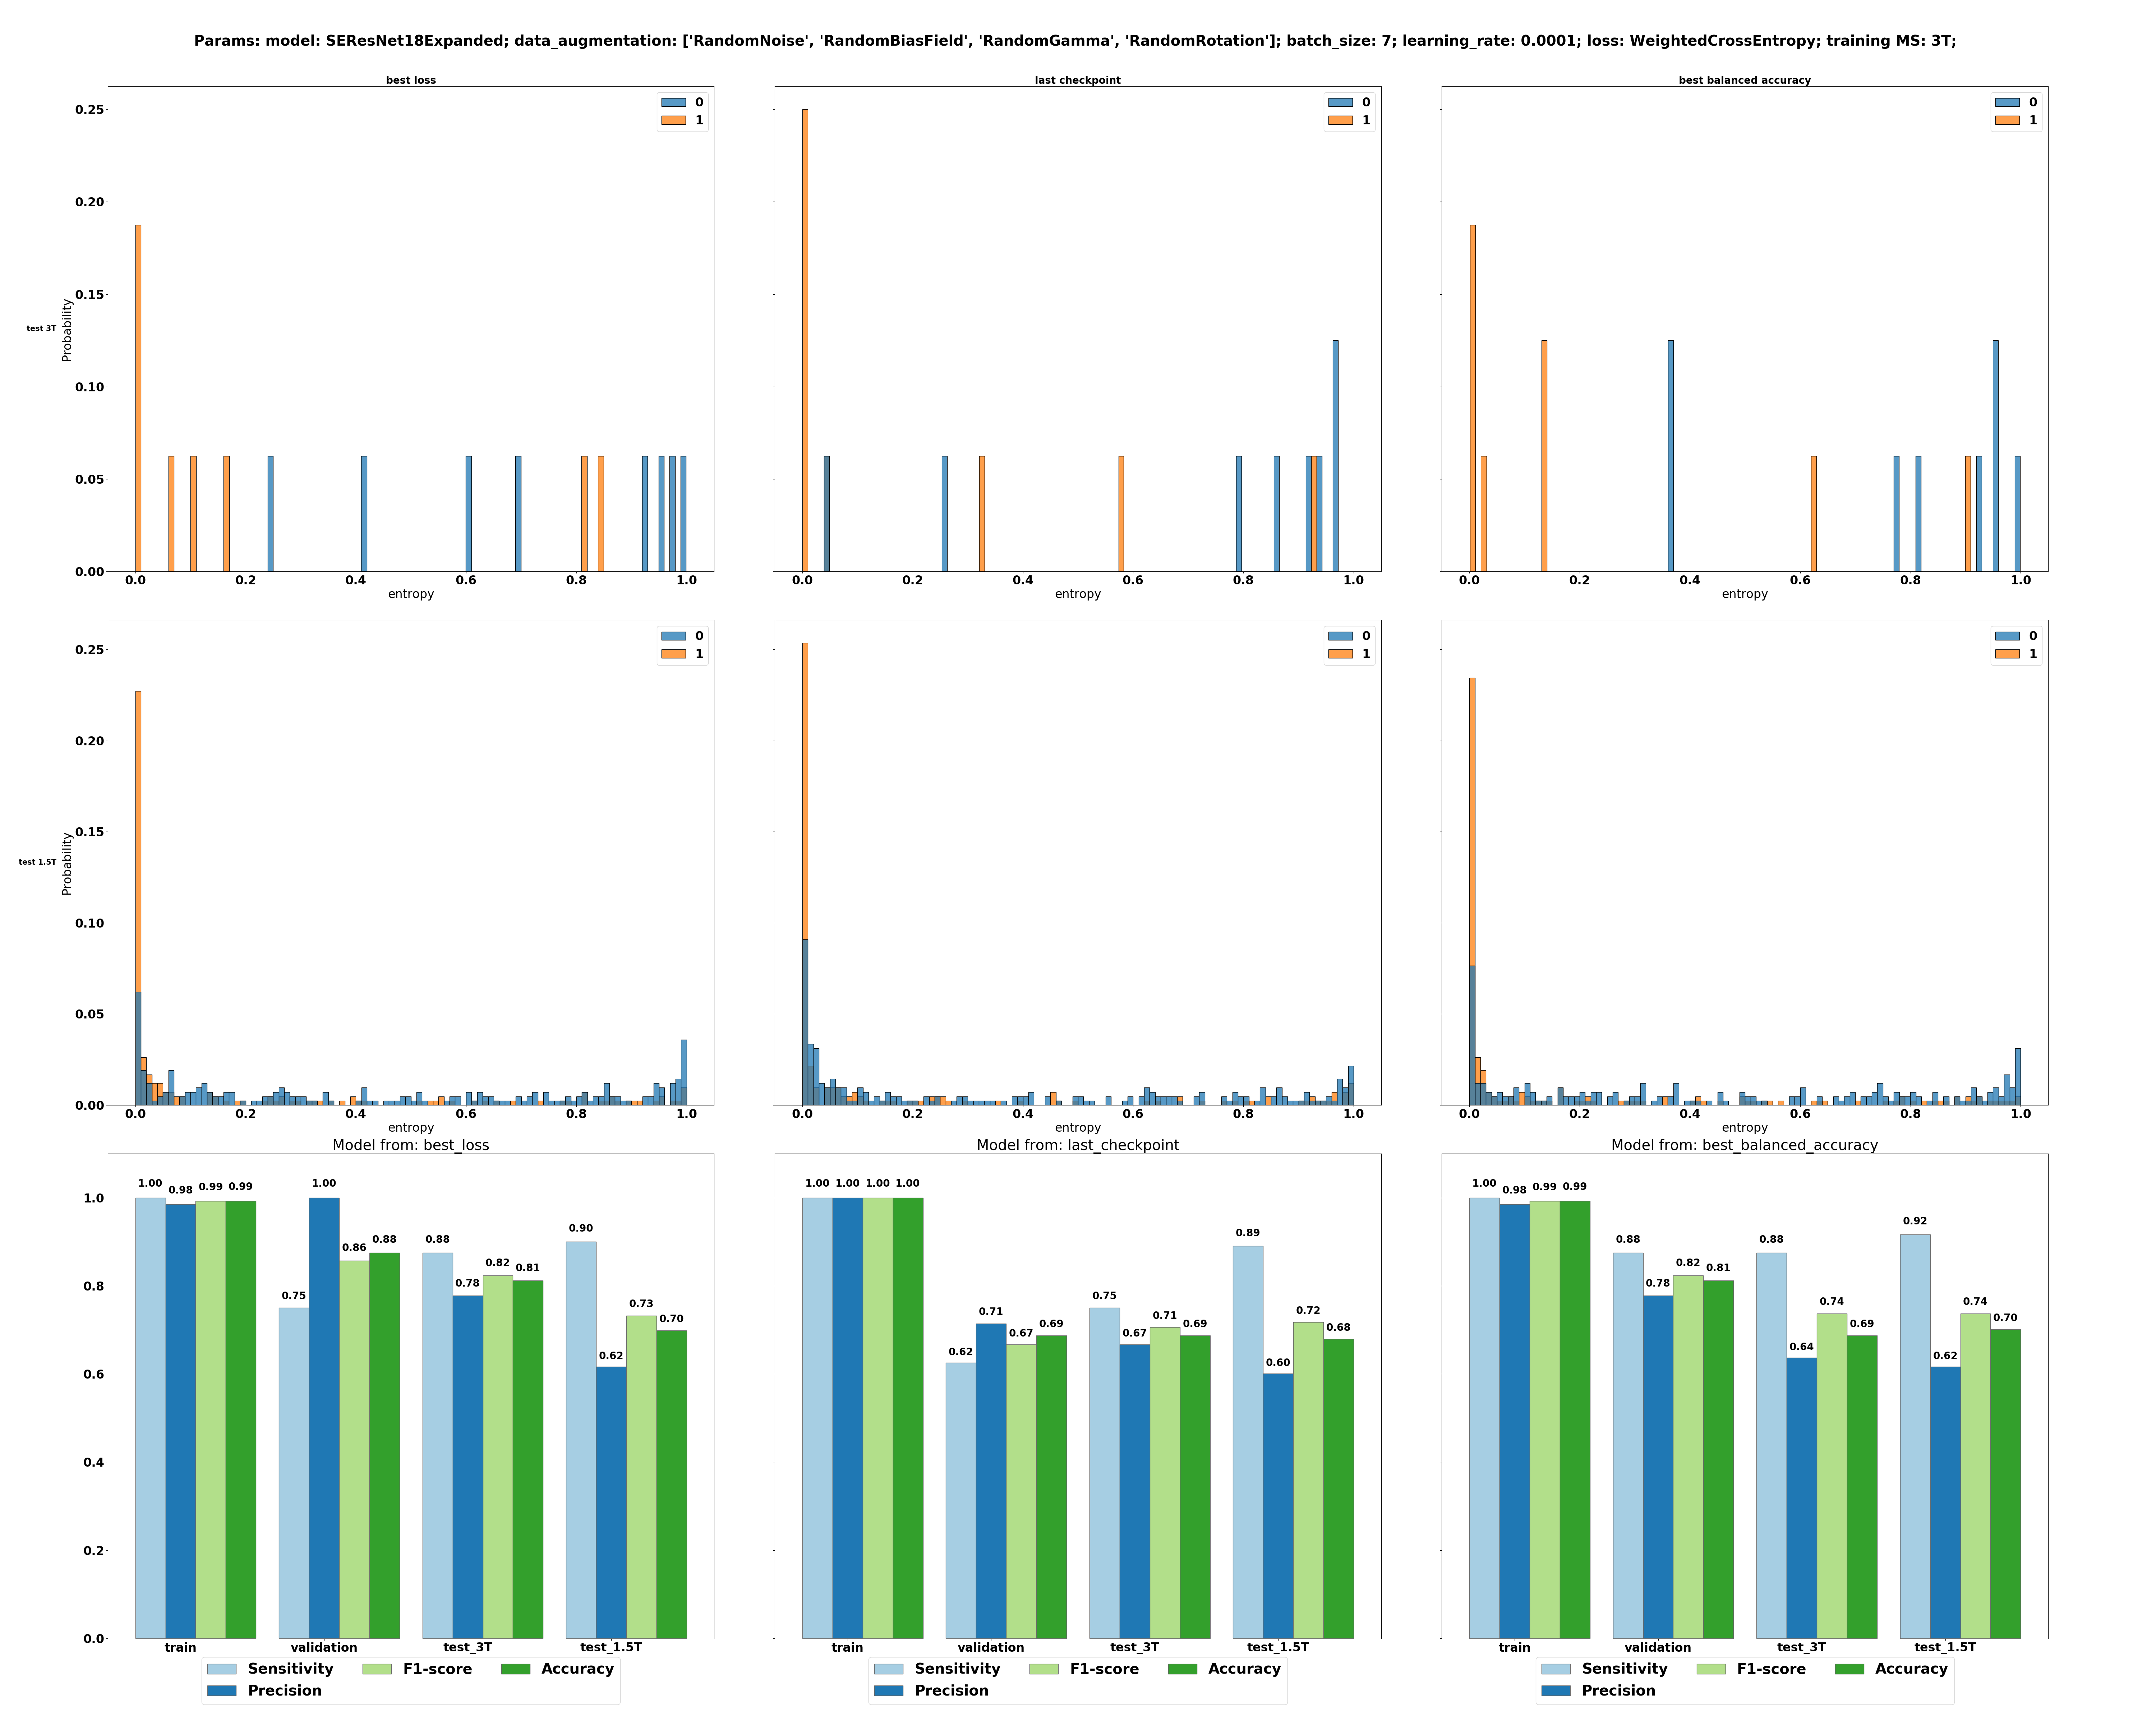 Params: model: SEResNet18Expanded; data_augmentation: ['RandomNoise', 'RandomBiasField', 'RandomGamma', 'RandomRotation']; batch_size: 7; learning_rate: 0.0001; loss: WeightedCrossEntropy; training MS: 3T;
best loss
last checkpoint
best balanced accuracy
test 3T
Probability
0.25
0.20
0.15
0.10
0.05
0.00
0
1
0.0 0.2 0.4 0.6 0.8 1.0
entropy
0
1
0.0 0.2 0.4 0.6 0.8 1.0
entropy
0
1
0.0 0.2 0.4 0.6 0.8 1.0
entropy
test 1.5T
Probability
0.25
0.20
0.15
0.10
0.05
0.00
0
1
0.0 0.2 0.4 0.6 0.8 1.0
entropy
0
1
0.0 0.2 0.4 0.6 0.8 1.0
entropy
0
1
0.0 0.2 0.4 0.6 0.8 1.0
entropy
Model from: best_loss
1.0
0.8
0.6
0.4
0.2
0.0
1.00 0.98 0.99 0.99
0.75 1.00 0.86 0.88
0.88 0.78 0.82 0.81
0.90 0.62 0.73 0.70
train validation test_3T test_1.5T
Sensitivity F1-score Accuracy
Precision
Model from: last_checkpoint
1.00 1.00 1.00 1.00
0.62 0.71 0.67 0.69
0.75 0.67 0.71 0.69
0.89 0.60 0.72 0.68
train validation test_3T test_1.5T
Sensitivity F1-score Accuracy
Precision
Model from: best_balanced_accuracy
1.00 0.98 0.99 0.99
0.88 0.78 0.82 0.81
0.88 0.64 0.74 0.69
0.92 0.62 0.74 0.70
train validation test_3T test_1.5T
Sensitivity F1-score Accuracy
Precision